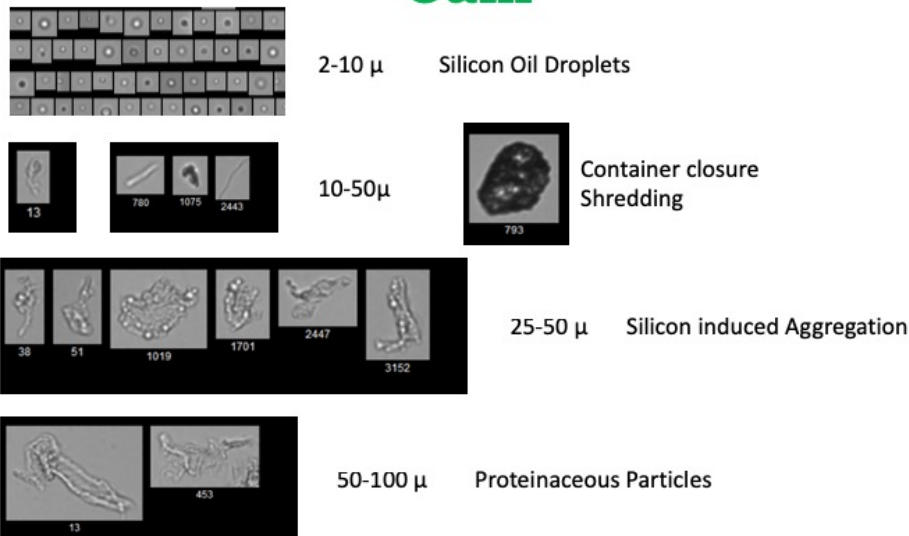 2-10 μ Silicon Oil Droplets
13
780 1075 2443
10-50μ
793
Container closure
Shredding
38 51 1019 1701 2447 3152
25-50 μ Silicon induced Aggregation
13 453
50-100 μ Proteinaceous Particles